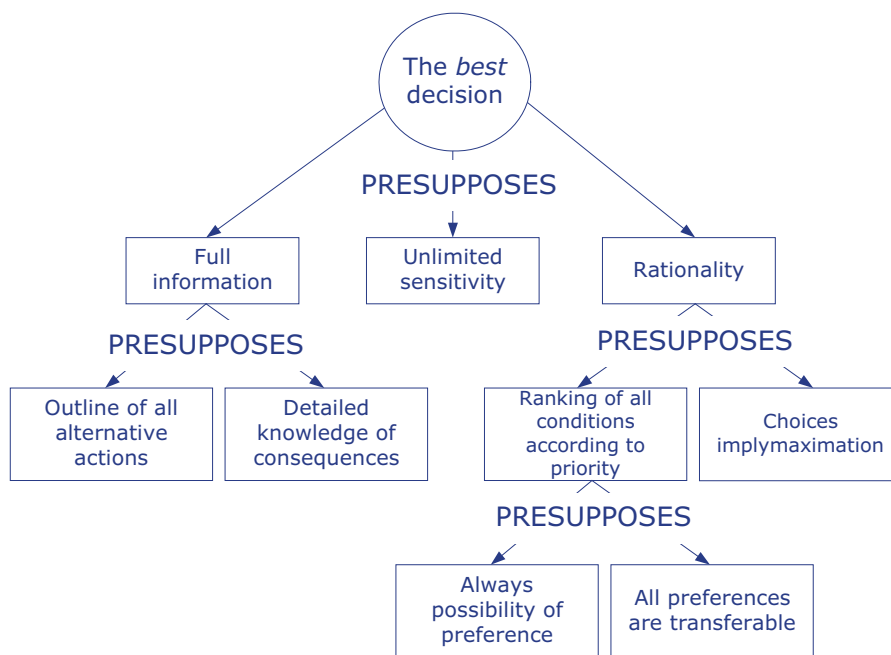 The best
decision
PRESUPPOSES
Full
information
Unlimited
sensitivity
Rationality
PRESUPPOSES
PRESUPPOSES
Outline of all
alternative
actions
Detailed
knowledge of
consequences
Ranking of all
conditions
according to
priority
Choices
implymaximation
PRESUPPOSES
Always
possibility of
preference
All preferences
are transferable